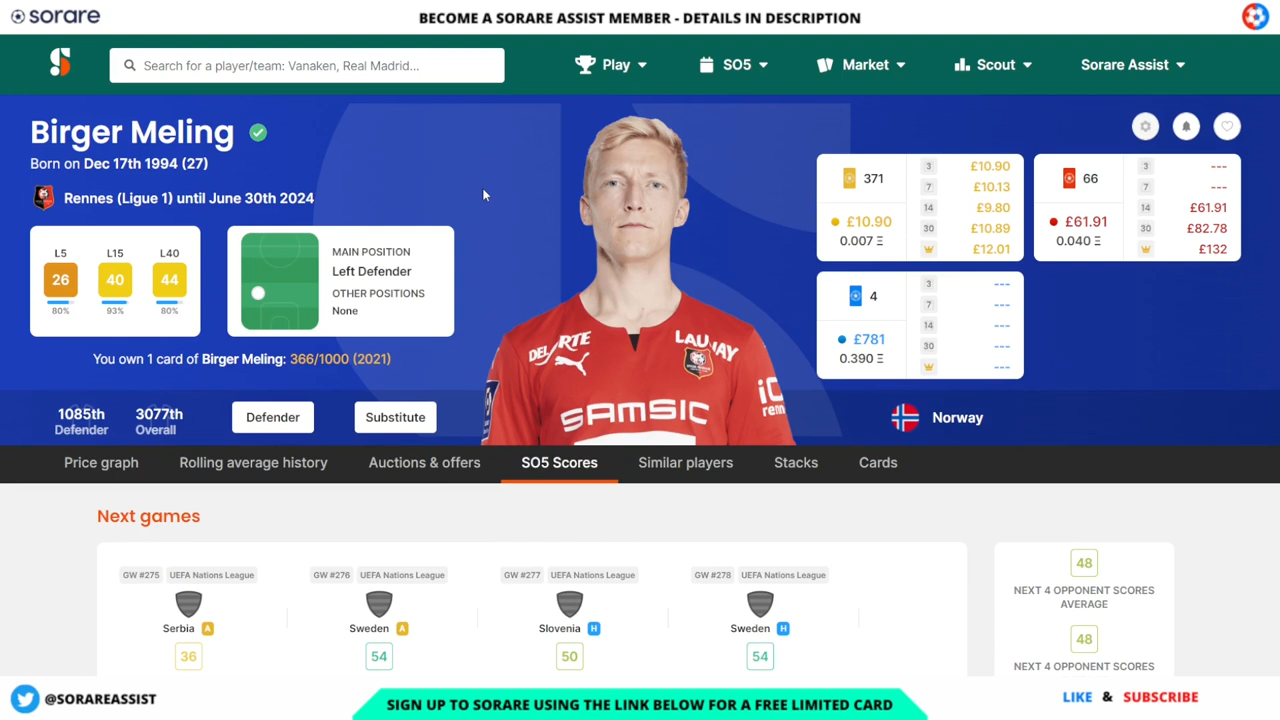 sorare
BECOME A SORARE ASSIST MEMBER - DETAILS IN DESCRIPTION
Search for a player/team: Vanaken, Real Madrid...
Play
SO5
Market
Scout
Sorare Assist
Birger Meling
Born on Dec 17th 1994 (27)
Rennes (Ligue 1) until June 30th 2024
L5 L15 L40
26 40 44
80% 93% 80%
MAIN POSITION
Left Defender
OTHER POSITIONS
None
You own 1 card of Birger Meling: 366/1000 (2021)
1085th
Defender
3077th
Overall
Defender
Substitute
371
£10.90
0.007 Ξ
3 £10.90
7 £10.13
14 £9.80
30 £10.89
£12.01
66
£61.91
0.040 Ξ
3 ---
7 ---
14 £61.91
30 £82.78
£132
4
£781
0.390 Ξ
3 ---
7 ---
14 ---
30 ---
---
DELARTE
LAUNAY
SAMSIC
Norway
Price graph
Rolling average history
Auctions & offers
SO5 Scores
Similar players
Stacks
Cards
Next games
GW #275 UEFA Nations League
Serbia A
36
GW #276 UEFA Nations League
Sweden A
54
GW #277 UEFA Nations League
Slovenia H
50
GW #278 UEFA Nations League
Sweden H
54
48
NEXT 4 OPPONENT SCORES
AVERAGE
48
NEXT 4 OPPONENT SCORES
@SORAREASSIST
SIGN UP TO SORARE USING THE LINK BELOW FOR A FREE LIMITED CARD
LIKE & SUBSCRIBE